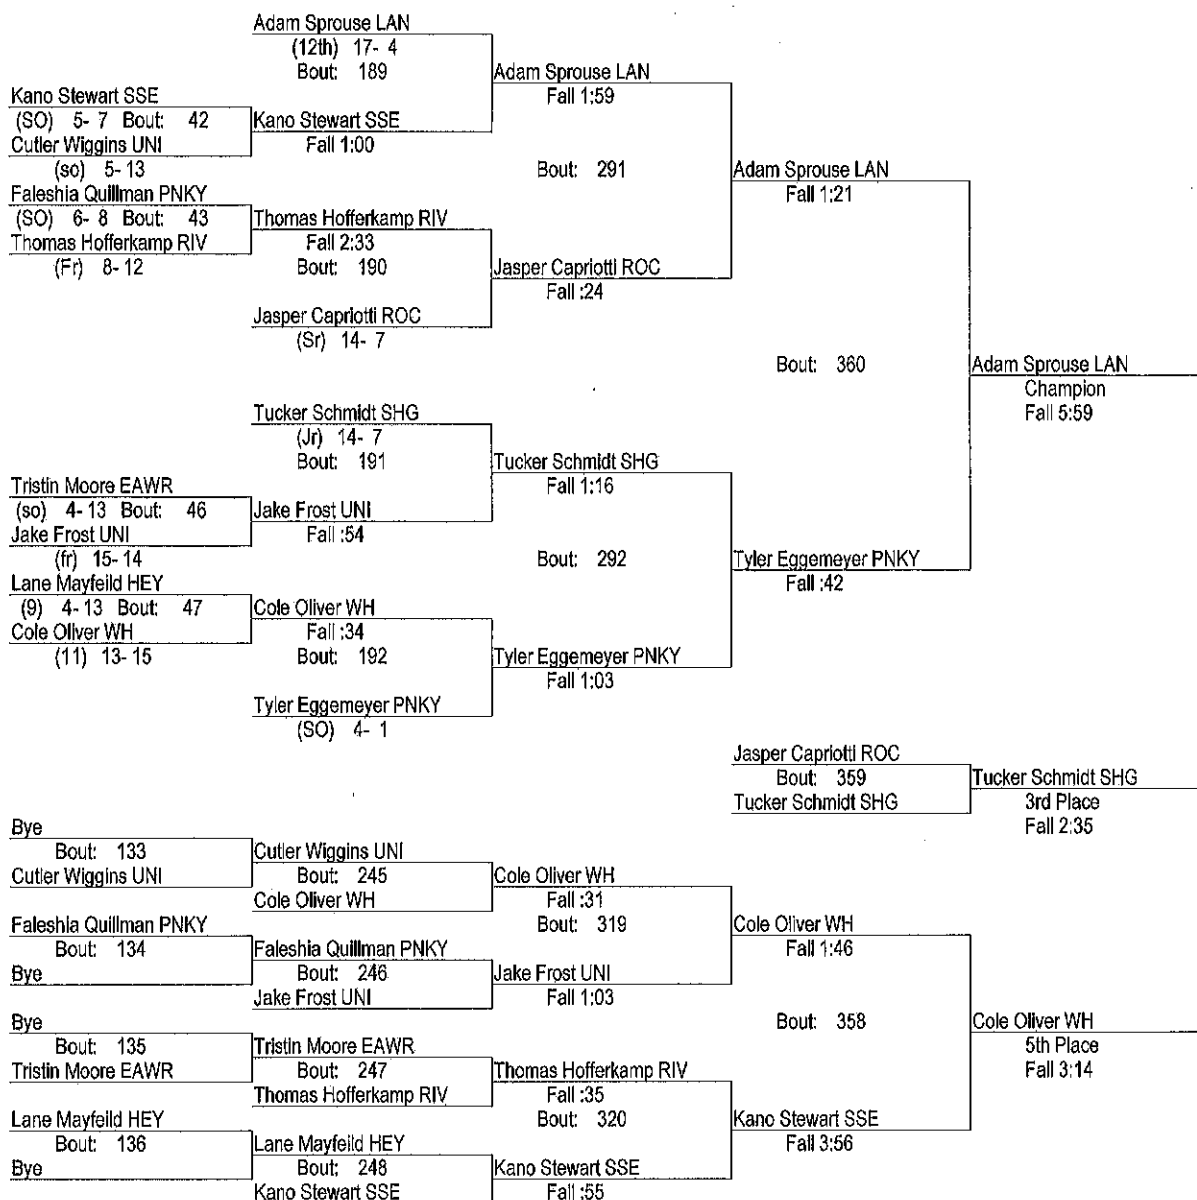 Adam Sprouse LAN
(12th) 17- 4
Bout: 189
Adam Sprouse LAN
Fall 1:59
Kano Stewart SSE
(SO) 5- 7 Bout: 42
Kano Stewart SSE
Fall 1:00
Cutler Wiggins UNI
(so) 5- 13
Bout: 291
Adam Sprouse LAN
Fall 1:21
Faleshia Quillman PNKY
(SO) 6- 8 Bout: 43
Thomas Hofferkamp RIV
Fall 2:33
Bout: 190
Thomas Hofferkamp RIV
(Fr) 8- 12
Jasper Capriotti ROC
Fall :24
Jasper Capriotti ROC
(Sr) 14- 7
Bout: 360
Adam Sprouse LAN
Champion
Fall 5:59
Tucker Schmidt SHG
(Jr) 14- 7
Bout: 191
Tucker Schmidt SHG
Fall 1:16
Tristin Moore EAWR
(so) 4- 13 Bout: 46
Jake Frost UNI
Fall :54
Jake Frost UNI
(fr) 15- 14
Bout: 292
Tyler Eggemeyer PNKY
Fall :42
Lane Mayfeild HEY
(9) 4- 13 Bout: 47
Cole Oliver WH
Fall :34
Bout: 192
Cole Oliver WH
(11) 13- 15
Tyler Eggemeyer PNKY
Fall 1:03
Tyler Eggemeyer PNKY
(SO) 4- 1
Jasper Capriotti ROC
Bout: 359
Tucker Schmidt SHG
Tucker Schmidt SHG
3rd Place
Fall 2:35
Bye
Bout: 133
Cutler Wiggins UNI
Cutler Wiggins UNI
Bout: 245
Cole Oliver WH
Cole Oliver WH
Fall :31
Bout: 319
Faleshia Quillman PNKY
Bout: 134
Bye
Faleshia Quillman PNKY
Bout: 246
Jake Frost UNI
Jake Frost UNI
Fall 1:03
Cole Oliver WH
Fall 1:46
Bout: 358
Cole Oliver WH
5th Place
Fall 3:14
Bye
Bout: 135
Tristin Moore EAWR
Tristin Moore EAWR
Bout: 247
Thomas Hofferkamp RIV
Thomas Hofferkamp RIV
Fall :35
Bout: 320
Kano Stewart SSE
Fall 3:56
Lane Mayfeild HEY
Bout: 136
Bye
Lane Mayfeild HEY
Bout: 248
Kano Stewart SSE
Kano Stewart SSE
Fall :55